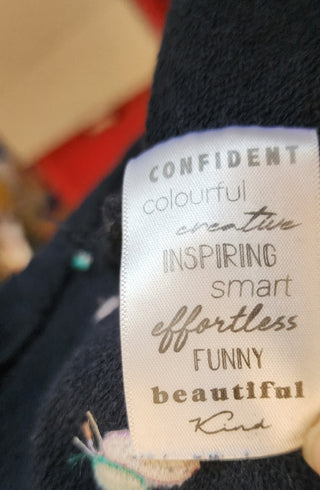 CONFIDENT
colourful
creative
INSPIRING
smart
effortless
FUNNY
beautiful
Kind